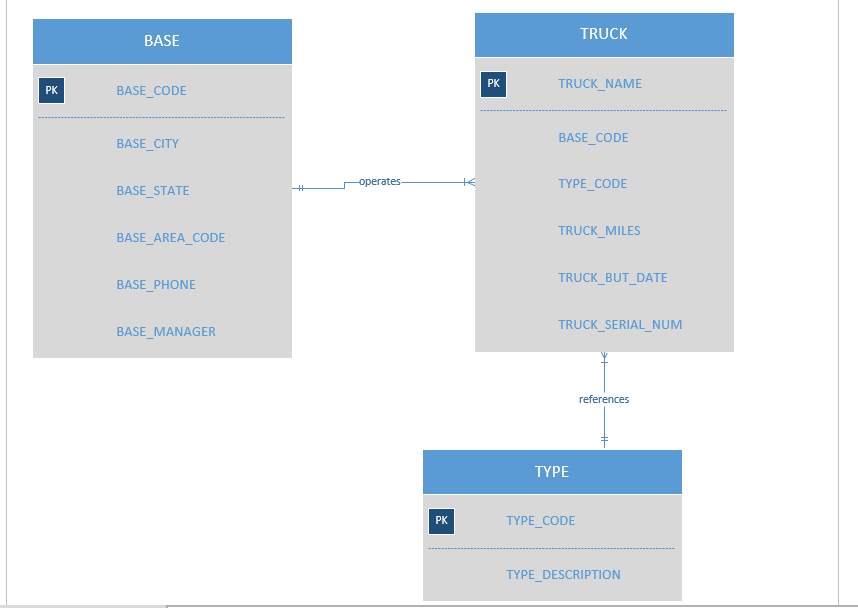 BASE
PK
BASE_CODE
BASE_CITY
BASE_STATE
BASE_AREA_CODE
BASE_PHONE
BASE_MANAGER
operates
TRUCK
PK
TRUCK_NAME
BASE_CODE
TYPE_CODE
TRUCK_MILES
TRUCK_BUT_DATE
TRUCK_SERIAL_NUM
references
TYPE
PK
TYPE_CODE
TYPE_DESCRIPTION